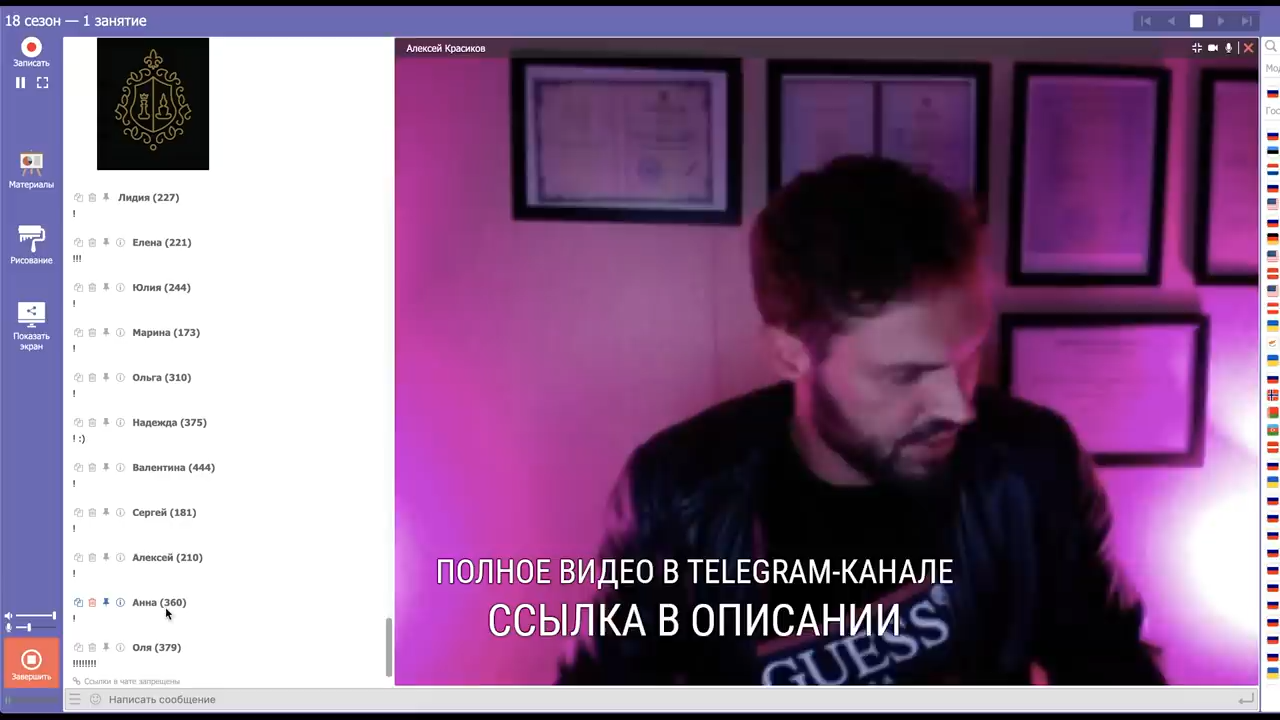 18 сезон — 1 занятие
Записать
Материалы
Рисование
Показать
экран
Завершить
Лидия (227)
!
Елена (221)
!!!
Юлия (244)
!
Марина (173)
!
Ольга (310)
!
Надежда (375)
! :)
Валентина (444)
!
Сергей (181)
!
Алексей (210)
!
Анна (360)
!
Оля (379)
!!!!!!!!
Ссылки в чате запрещены
Написать сообщение
Алексей Красиков
ПОЛНОЕ ВИДЕО В TELEGRAM-КАНАЛЕ
ССЫЛКА В ОПИСАНИИ
GUESS